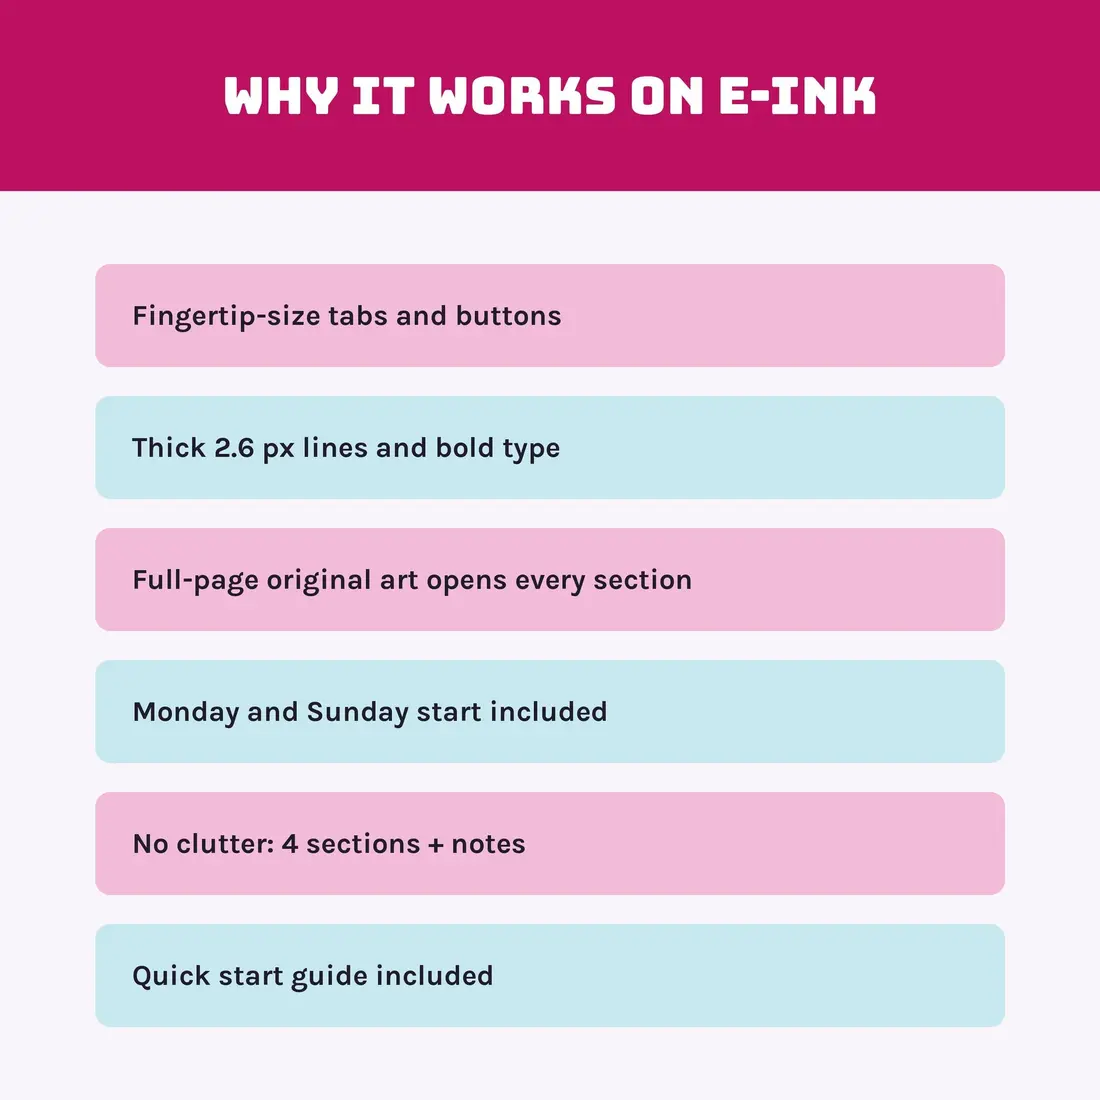 WHY IT WORKS ON E-INK
Fingertip-size tabs and buttons
Thick 2.6 px lines and bold type
Full-page original art opens every section
Monday and Sunday start included
No clutter: 4 sections + notes
Quick start guide included